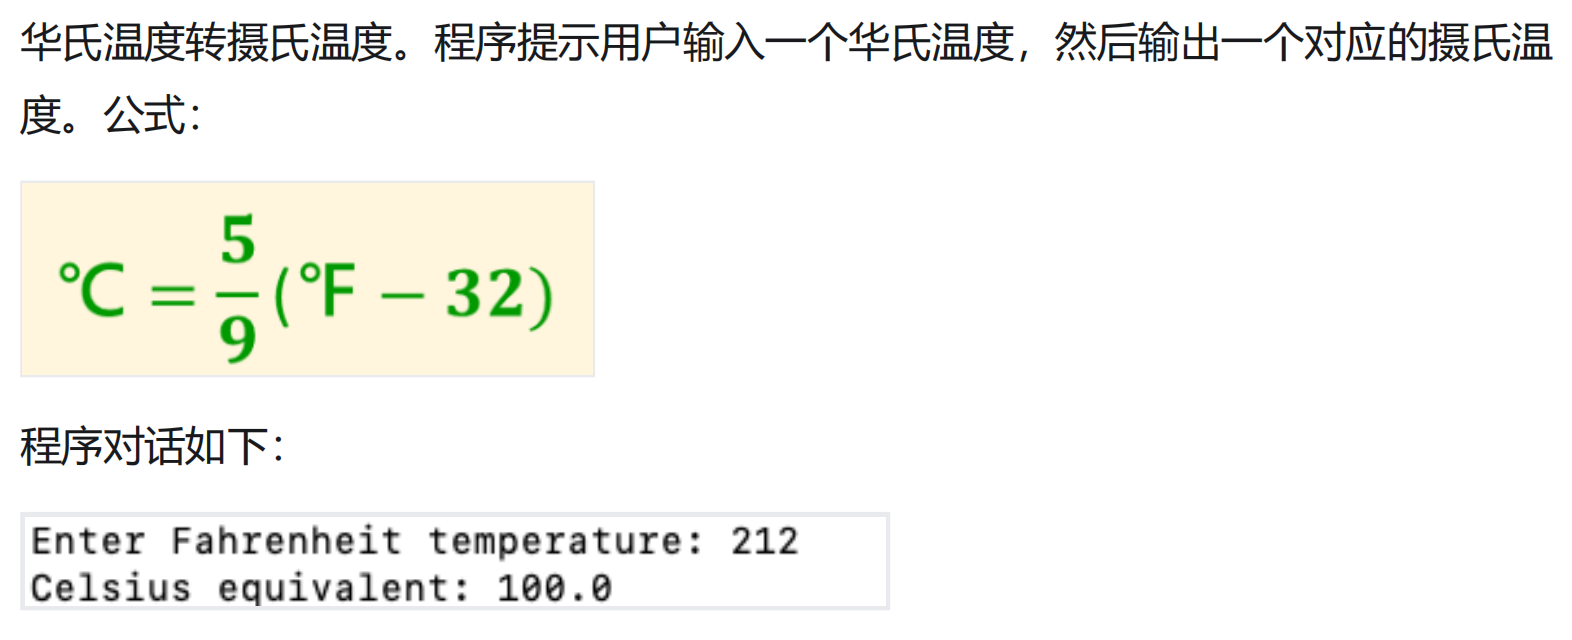 华氏温度转摄氏温度。程序提示用户输入一个华氏温度，然后输出一个对应的摄氏温
度。公式：
℃ = 5/9 (℉ − 32)
程序对话如下：
Enter Fahrenheit temperature: 212
Celsius equivalent: 100.0